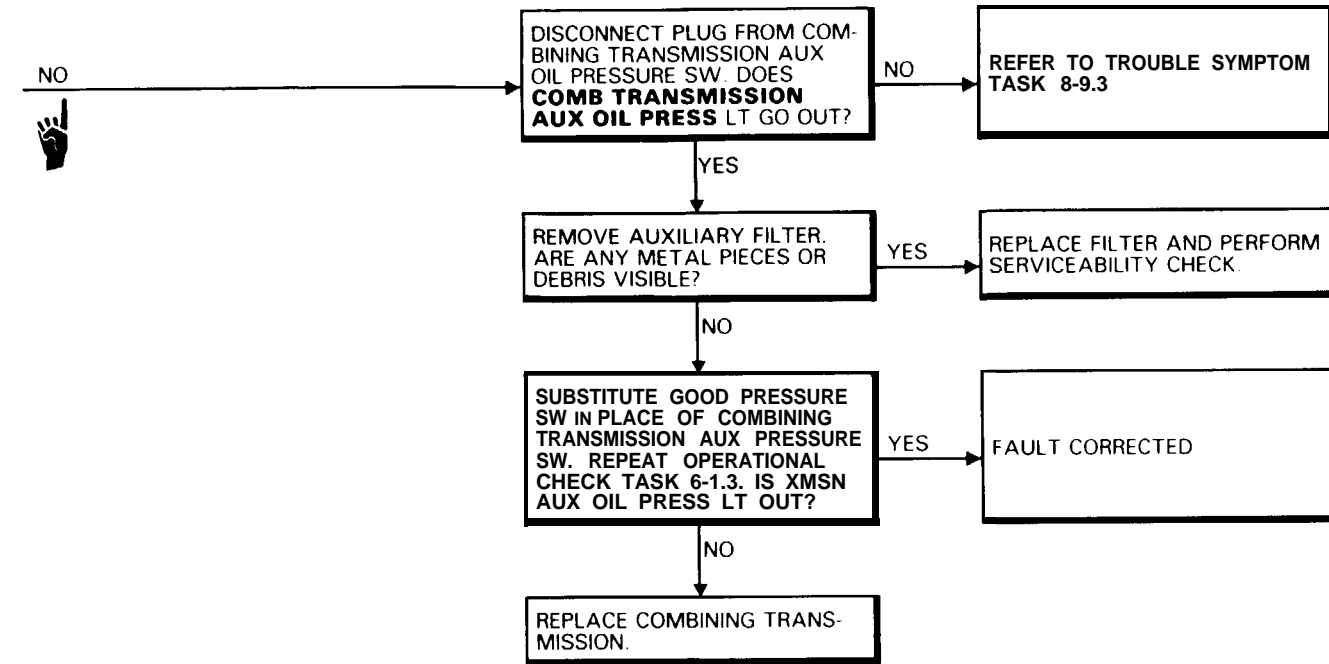 NO
DISCONNECT PLUG FROM COM-
BINING TRANSMISSION AUX
OIL PRESSURE SW. DOES
COMB TRANSMISSION
AUX OIL PRESS LT GO OUT?
NO
REFER TO TROUBLE SYMPTOM
TASK 8-9.3
YES
REMOVE AUXILIARY FILTER.
ARE ANY METAL PIECES OR
DEBRIS VISIBLE?
YES
REPLACE FILTER AND PERFORM
SERVICEABILITY CHECK.
NO
SUBSTITUTE GOOD PRESSURE
SW IN PLACE OF COMBINING
TRANSMISSION AUX PRESSURE
SW. REPEAT OPERATIONAL
CHECK TASK 6-1.3. IS XMSN
AUX OIL PRESS LT OUT?
YES
FAULT CORRECTED
NO
REPLACE COMBINING TRANS-
MISSION.